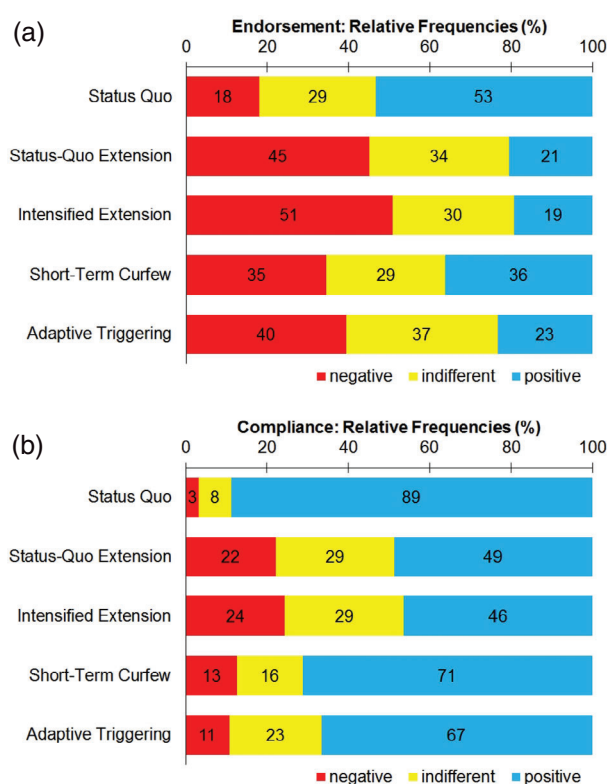 (a)
Endorsement: Relative Frequencies (%)
0 20 40 60 80 100
Status Quo 18 29 53
Status-Quo Extension 45 34 21
Intensified Extension 51 30 19
Short-Term Curfew 35 29 36
Adaptive Triggering 40 37 23
negative indifferent positive
(b)
Compliance: Relative Frequencies (%)
0 20 40 60 80 100
Status Quo 3 8 89
Status-Quo Extension 22 29 49
Intensified Extension 24 29 46
Short-Term Curfew 13 16 71
Adaptive Triggering 11 23 67
negative indifferent positive